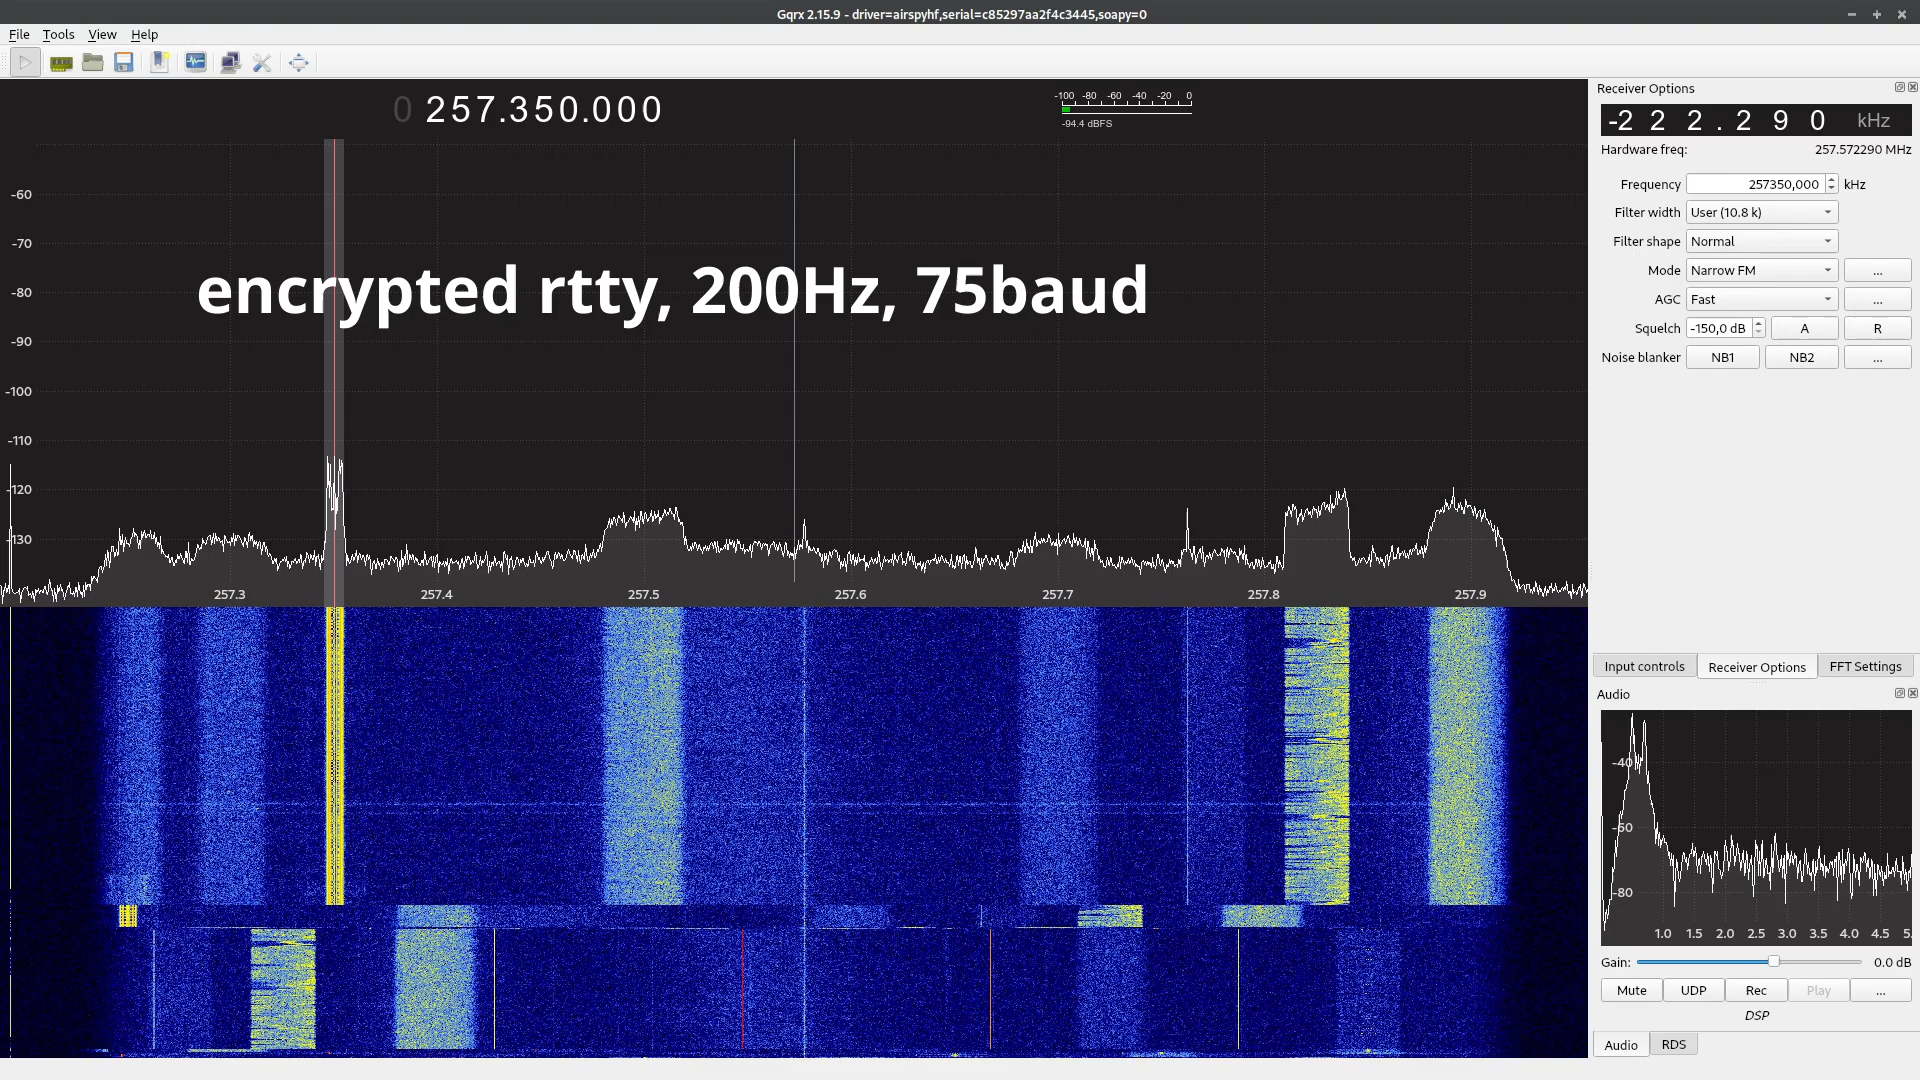 Gqrx 2.15.9 - driver=airspyhf,serial=c85297aa2f4c3445,soapy=0
File Tools View Help
0 257.350.000
-100 -80 -60 -40 -20 0
-94.4 dBFS
-60
-70
encrypted rtty, 200Hz, 75baud
-80
-90
-100
-110
-120
-130
257.3 257.4 257.5 257.6 257.7 257.8 257.9
Receiver Options
-222.290 kHz
Hardware freq: 257.572290 MHz
Frequency 257350,000 kHz
Filter width User (10.8 k)
Filter shape Normal
Mode Narrow FM ...
AGC Fast ...
Squelch -150,0 dB A R
Noise blanker NB1 NB2 ...
Input controls Receiver Options FFT Settings
Audio
-40
-60
-80
1.0 1.5 2.0 2.5 3.0 3.5 4.0 4.5 5.
Gain: 0.0 dB
Mute UDP Rec Play ...
DSP
Audio RDS